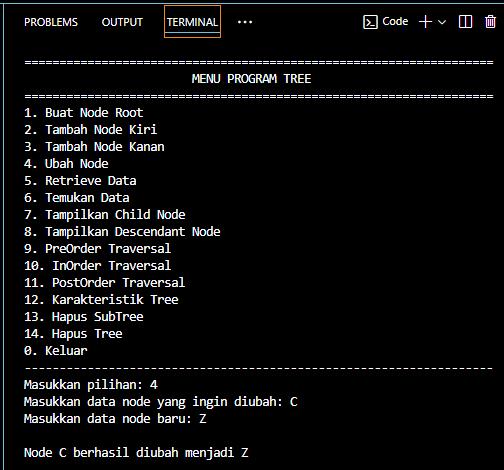 PROBLEMS OUTPUT TERMINAL ··· Code
===================================================================
MENU PROGRAM TREE
===================================================================
1. Buat Node Root
2. Tambah Node Kiri
3. Tambah Node Kanan
4. Ubah Node
5. Retrieve Data
6. Temukan Data
7. Tampilkan Child Node
8. Tampilkan Descendant Node
9. PreOrder Traversal
10. InOrder Traversal
11. PostOrder Traversal
12. Karakteristik Tree
13. Hapus SubTree
14. Hapus Tree
0. Keluar
-------------------------------------------------------------------
Masukkan pilihan: 4
Masukkan data node yang ingin diubah: C
Masukkan data node baru: Z
Node C berhasil diubah menjadi Z